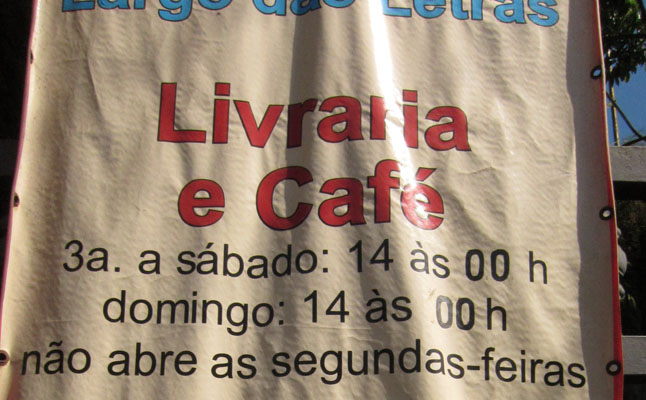 Largo das Letras
Livraria
e Café
3a. a sábado: 14 às 00 h
domingo: 14 às 00 h
não abre as segundas-feiras